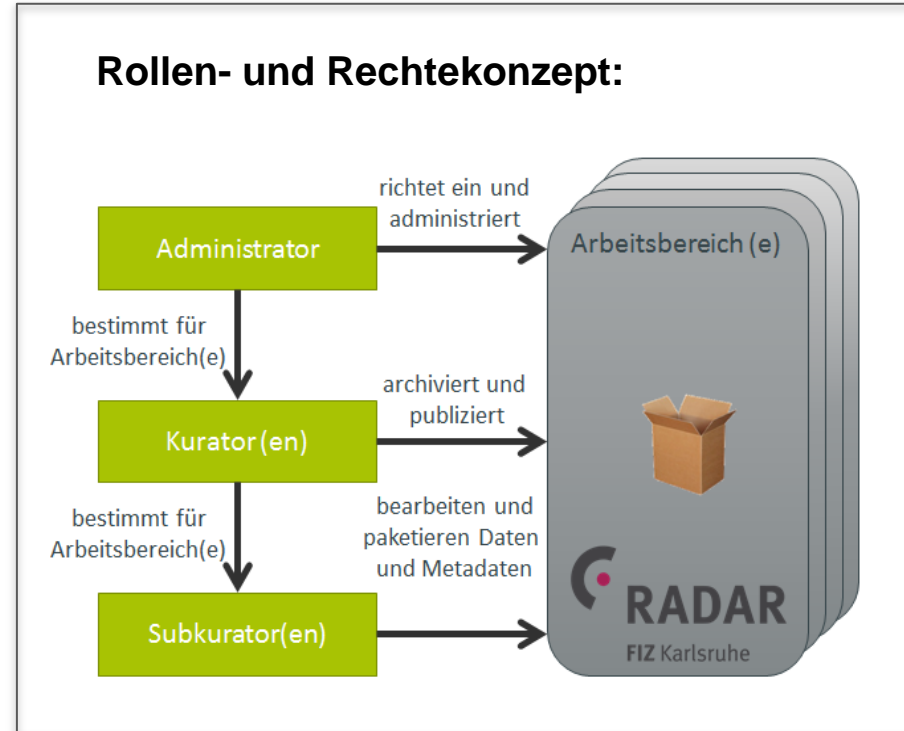 Rollen- und Rechtekonzept:
richtet ein und
administriert
Administrator
Arbeitsbereich (e)
bestimmt für
Arbeitsbereich(e)
archiviert und
publiziert
Kurator (en)
bestimmt für
Arbeitsbereich(e)
bearbeiten und
paketieren Daten
und Metadaten
Subkurator(en)
RADAR
FIZ Karlsruhe